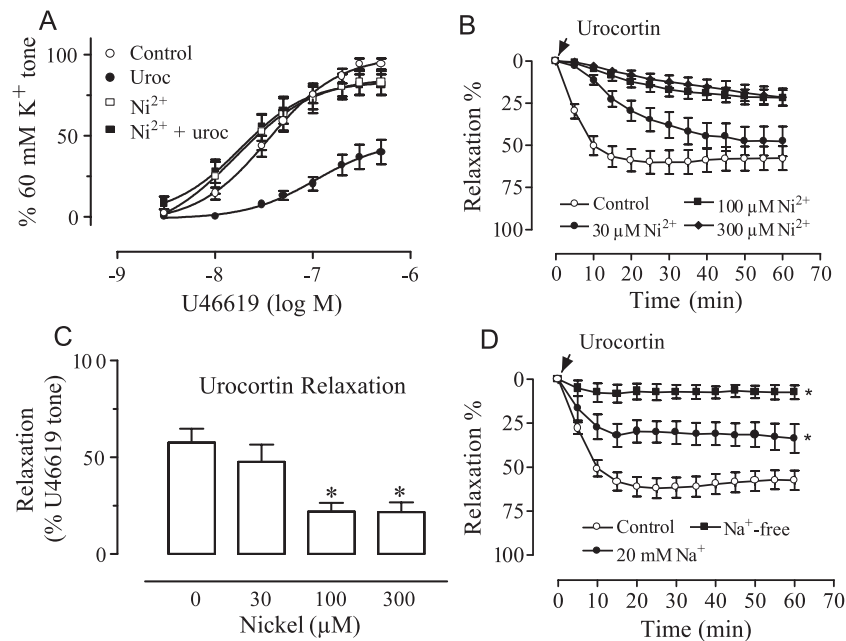 A
% 60 mM K+ tone
100
50
0
Control
Uroc
Ni2+
Ni2+ + uroc
-9 -8 -7 -6
U46619 (log M)
B
Urocortin
Relaxation %
0
25
50
75
100
Control 100 µM Ni2+
30 µM Ni2+ 300 µM Ni2+
0 10 20 30 40 50 60 70
Time (min)
C
Relaxation
(% U46619 tone)
10 0
50
0
Urocortin Relaxation
* *
0 30 100 300
Nickel (µM)
D
Urocortin
Relaxation %
0
25
50
75
100
*
*
Control Na+-free
20 mM Na+
0 10 20 30 40 50 60 70
Time (min)